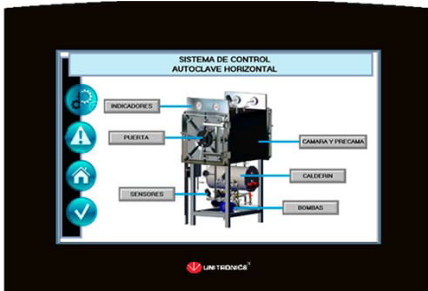 SISTEMA DE CONTROL
AUTOCLAVE HORIZONTAL
INDICADORES
PUERTA
CAMARA Y PRECAMA
CALDERIN
SENSORES
BOMBAS
UNITRONICS